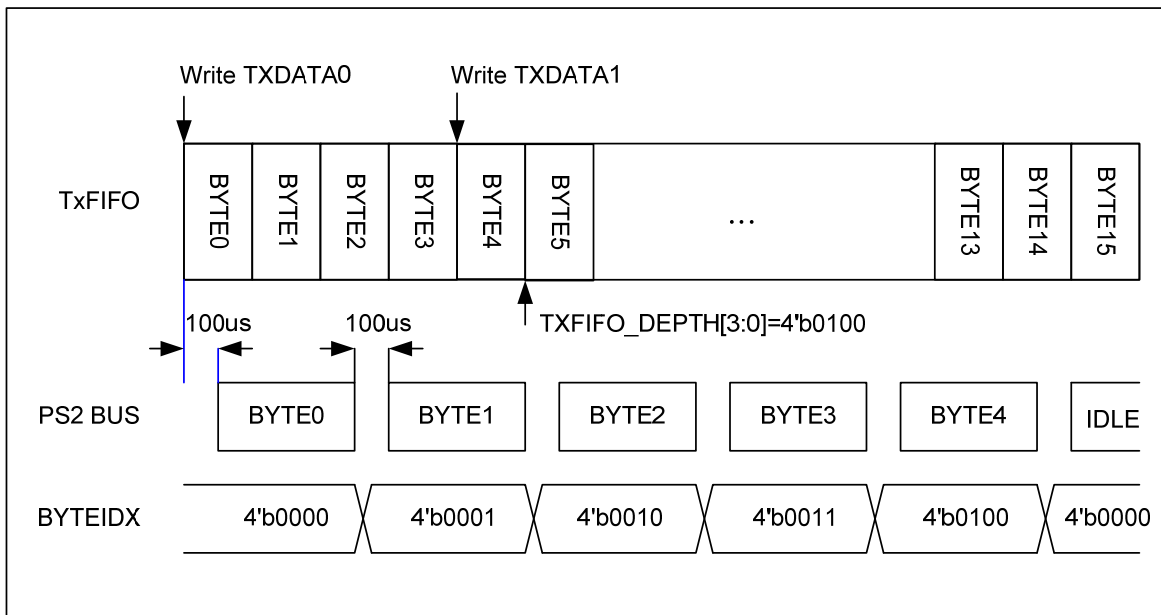 Write TXDATA0 Write TXDATA1
TxFIFO BYTE0 BYTE1 BYTE2 BYTE3 BYTE4 BYTE5 ... BYTE13 BYTE14 BYTE15
100us 100us TXFIFO_DEPTH[3:0]=4'b0100
PS2 BUS BYTE0 BYTE1 BYTE2 BYTE3 BYTE4 IDLE
BYTEIDX 4'b0000 4'b0001 4'b0010 4'b0011 4'b0100 4'b0000